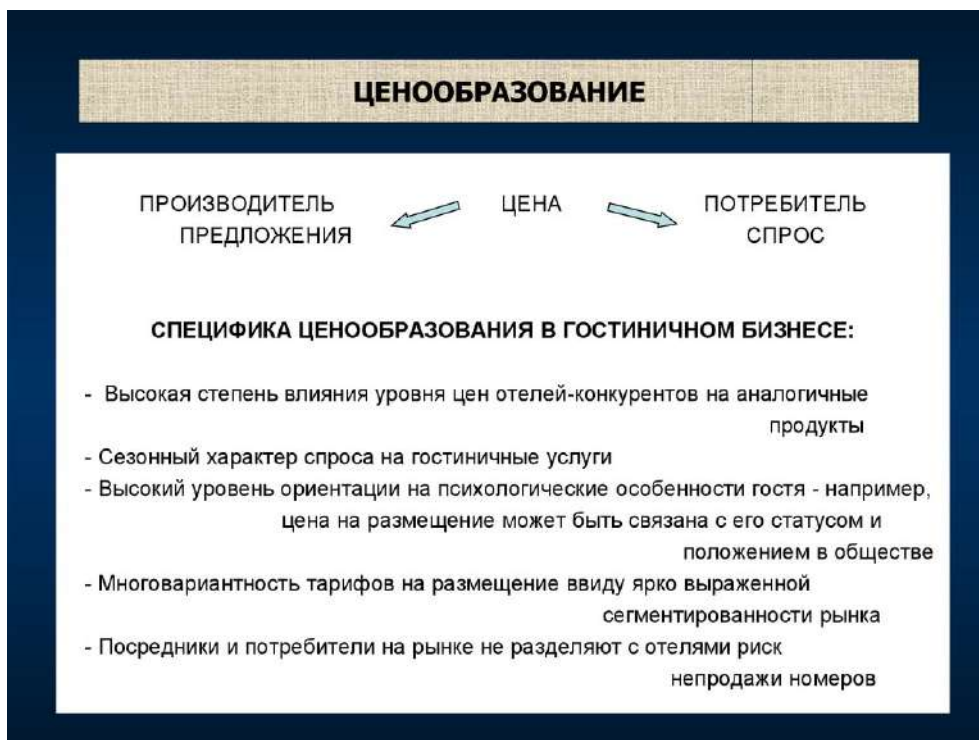 ЦЕНООБРАЗОВАНИЕ
ПРОИЗВОДИТЕЛЬ ЦЕНА ПОТРЕБИТЕЛЬ
ПРЕДЛОЖЕНИЯ СПРОС
СПЕЦИФИКА ЦЕНООБРАЗОВАНИЯ В ГОСТИНИЧНОМ БИЗНЕСЕ:
- Высокая степень влияния уровня цен отелей-конкурентов на аналогичные
продукты
- Сезонный характер спроса на гостиничные услуги
- Высокий уровень ориентации на психологические особенности гостя - например,
цена на размещение может быть связана с его статусом и
положением в обществе
- Многовариантность тарифов на размещение ввиду ярко выраженной
сегментированности рынка
- Посредники и потребители на рынке не разделяют с отелями риск
непродажи номеров